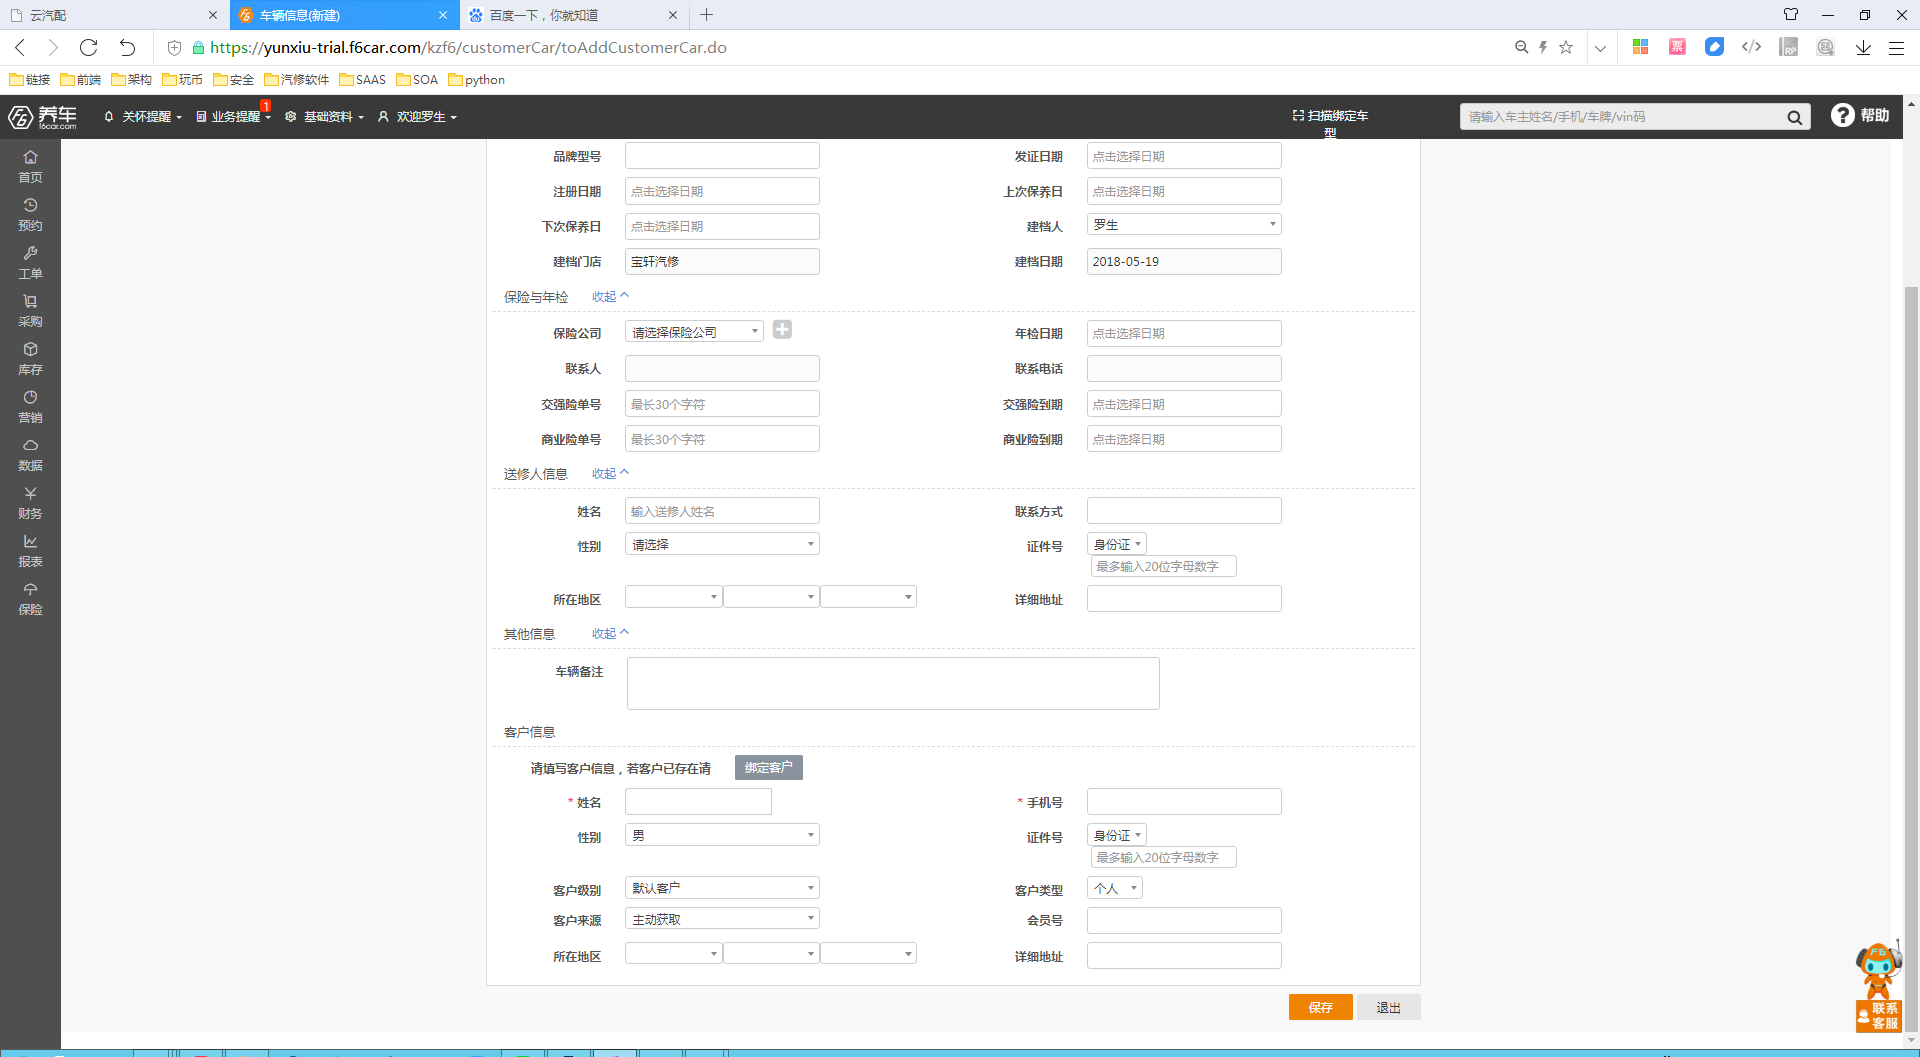 云汽配
车辆信息(新建)
百度一下，你就知道
https://yunxiu-trial.f6car.com/kzf6/customerCar/toAddCustomerCar.do
链接 前端 架构 玩币 安全 汽修软件 SAAS SOA python
F6 养车 f6car.com
关怀提醒 业务提醒 1 基础资料 欢迎罗生
扫描绑定车型
请输入车主姓名/手机/车牌/vin码
帮助
首页
预约
工单
采购
库存
营销
数据
财务
报表
保险
品牌型号 发证日期 点击选择日期
注册日期 点击选择日期 上次保养日 点击选择日期
下次保养日 点击选择日期 建档人 罗生
建档门店 宝轩汽修 建档日期 2018-05-19
保险与年检 收起
保险公司 请选择保险公司 年检日期 点击选择日期
联系人 联系电话
交强险单号 最长30个字符 交强险到期 点击选择日期
商业险单号 最长30个字符 商业险到期 点击选择日期
送修人信息 收起
姓名 输入送修人姓名 联系方式
性别 请选择 证件号 身份证
最多输入20位字母数字
所在地区 详细地址
其他信息 收起
车辆备注
客户信息
请填写客户信息，若客户已存在请 绑定客户
* 姓名 * 手机号
性别 男 证件号 身份证
最多输入20位字母数字
客户级别 默认客户 客户类型 个人
客户来源 主动获取 会员号
所在地区 详细地址
保存 退出
F6
联系
客服